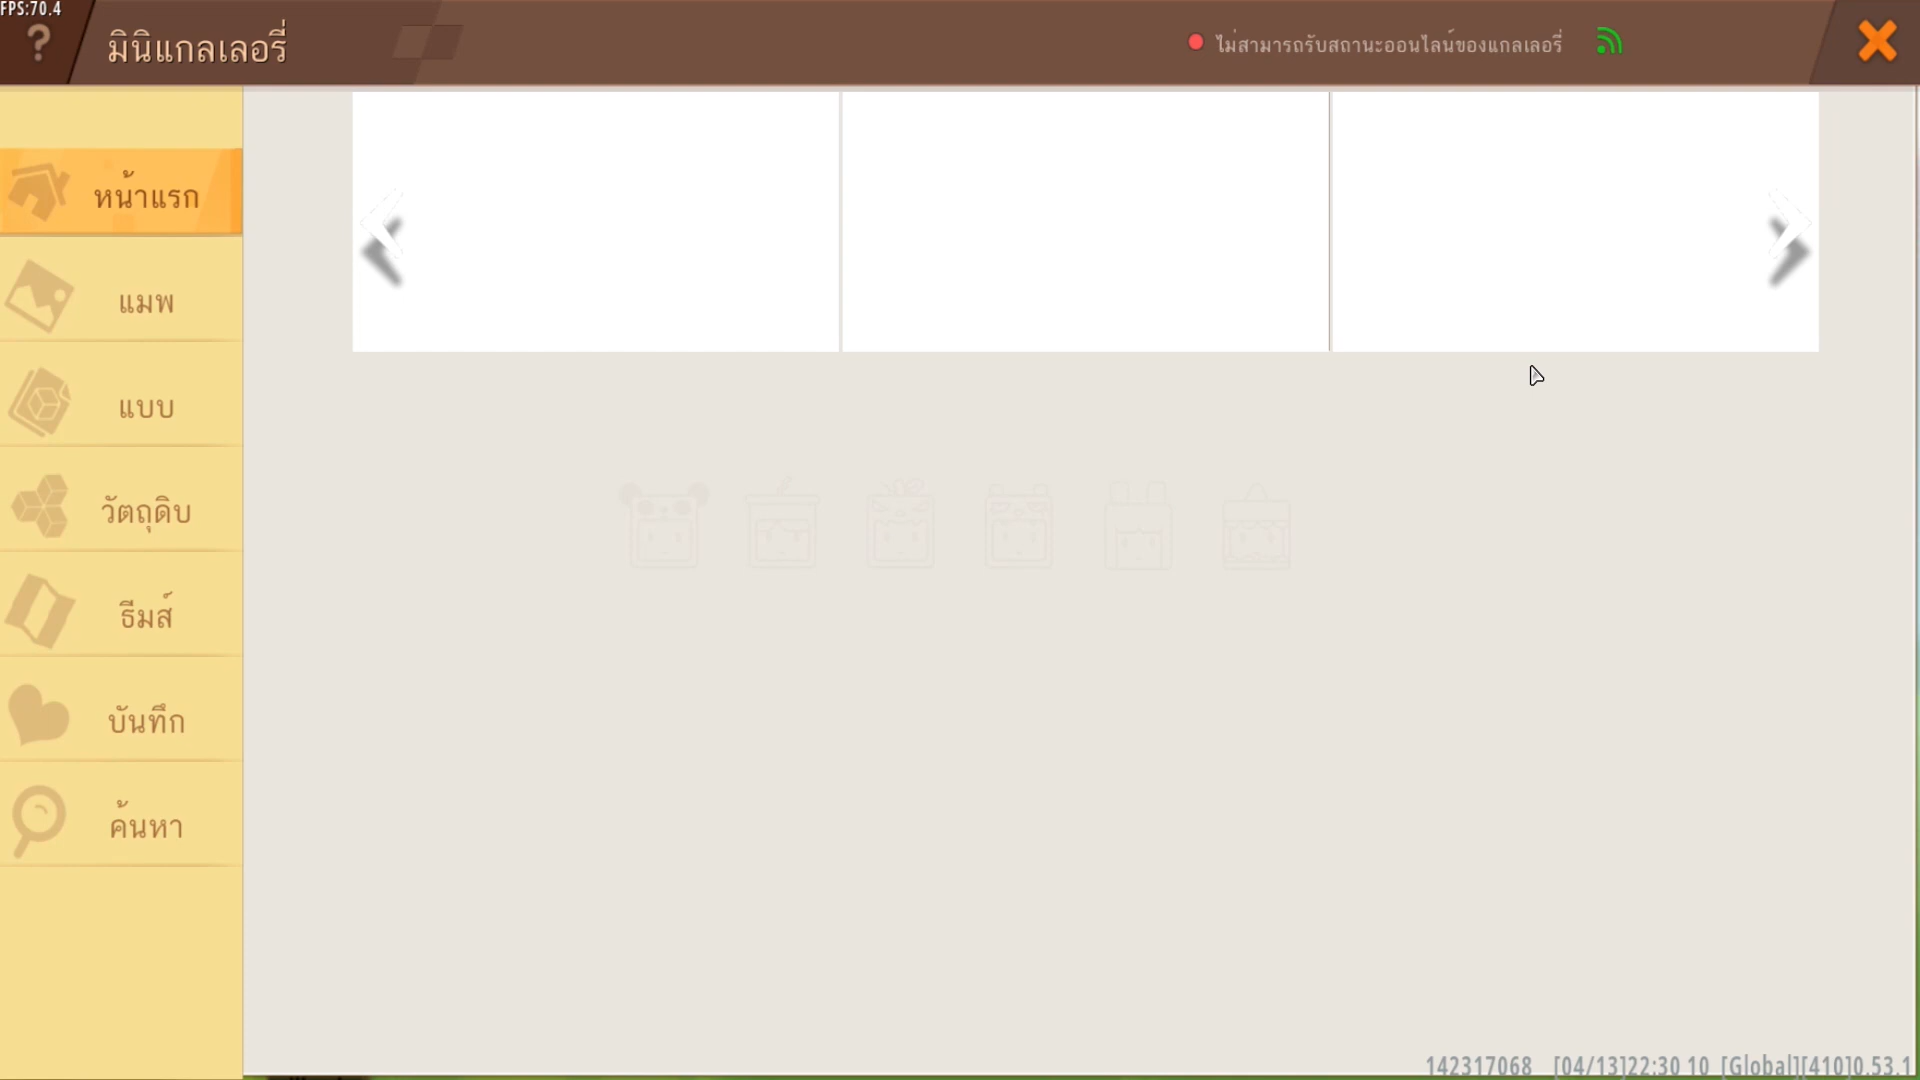 FPS:70.4
?
มินิแกลเลอรี่
ไม่สามารถรับสถานะออนไลน์ของแกลเลอรี่
หน้าแรก
แมพ
แบบ
วัตถุดิบ
ธีมส์
บันทึก
ค้นหา
142317068 [04/13]22:30 10 [Global][410]0.53.1